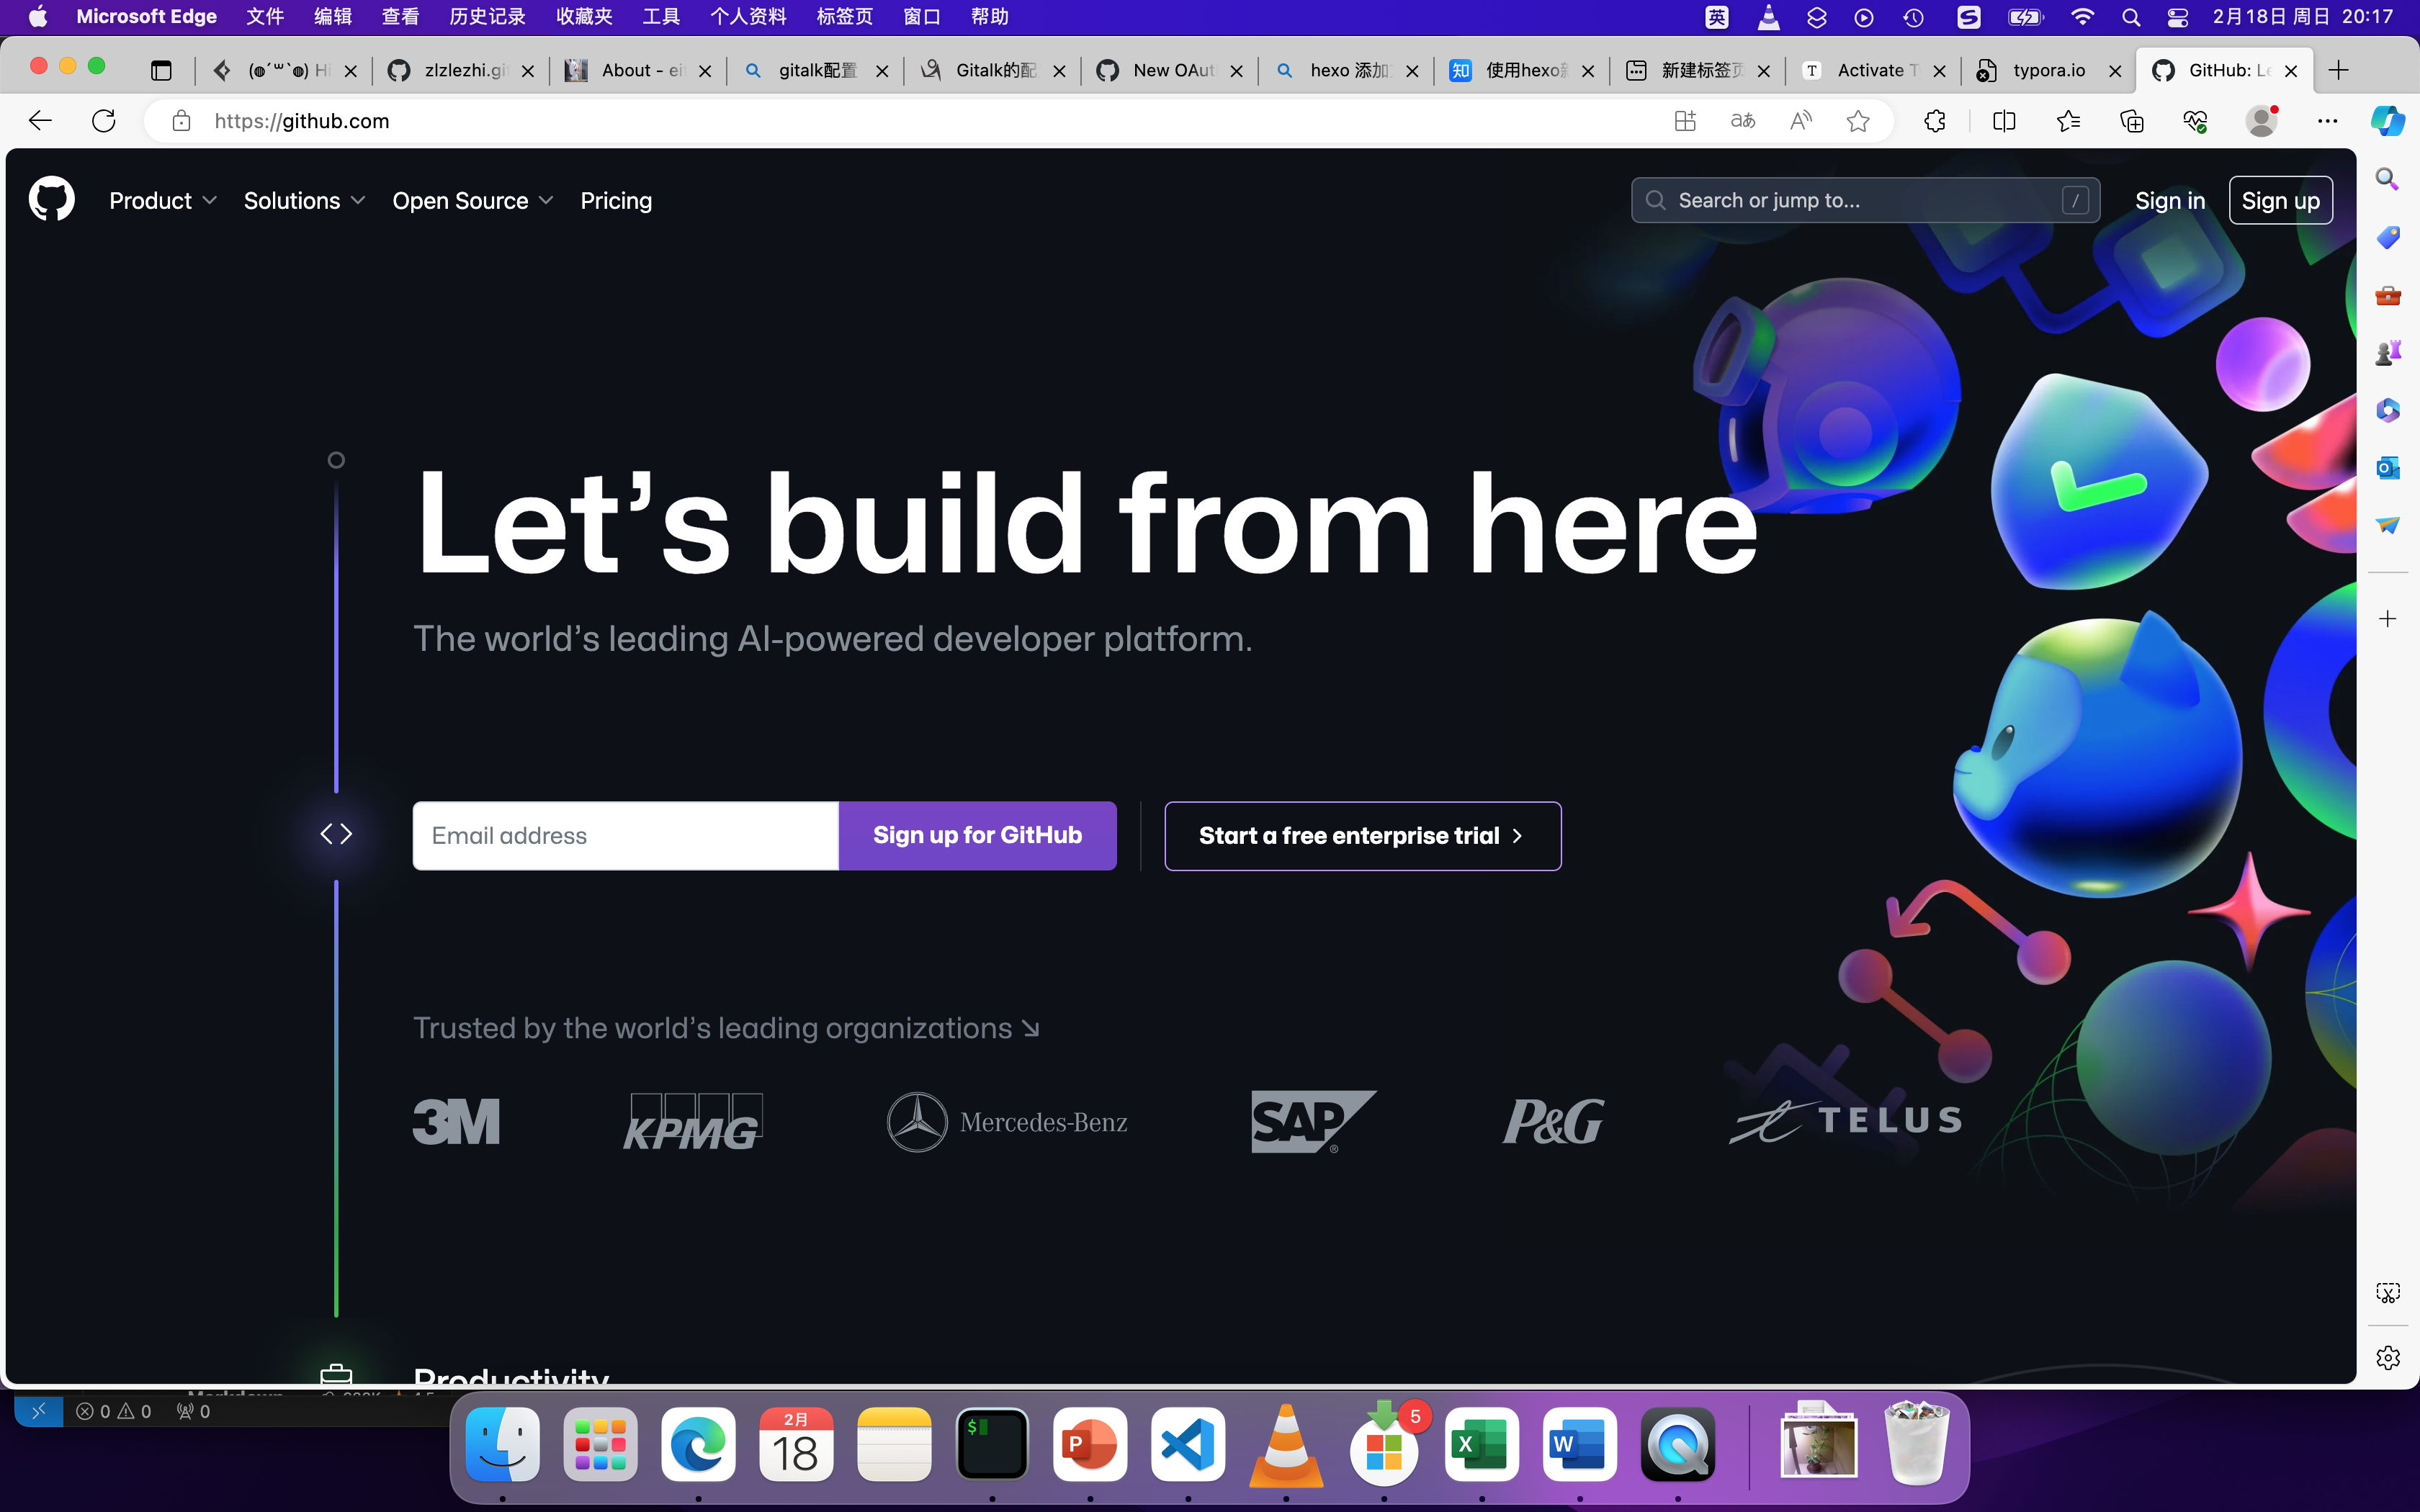 Microsoft Edge 文件 编辑 查看 历史记录 收藏夹 工具 个人资料 标签页 窗口 帮助 英 2月18日 周日 20:17
(๑´ ꒳ `๑) Hi zlzlezhi.gi About - ei gitalk配置 Gitalk的配 New OAut hexo 添加 知 使用hexo 新建标签页 T Activate T typora.io GitHub: Le
https://github.com aあ
Product Solutions Open Source Pricing Search or jump to... / Sign in Sign up
Let’s build from here
The world’s leading AI-powered developer platform.
Email address Sign up for GitHub Start a free enterprise trial
Trusted by the world’s leading organizations
3M KPMG Mercedes-Benz SAP ® P&G TELUS
Productivity
0 0 0
2月
18
$ P 5 X W